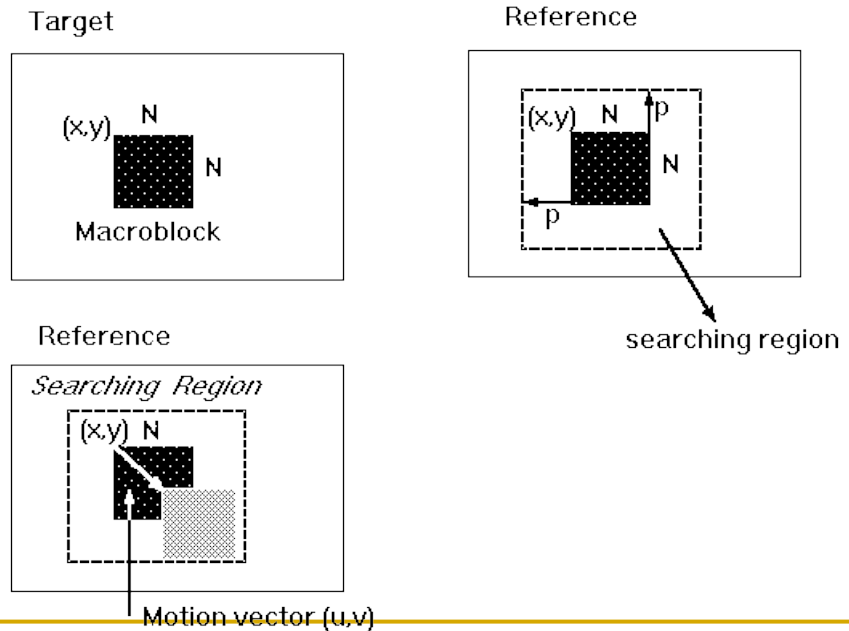 Target
N
(x,y)
N
Macroblock
Reference
p
(x,y) N
N
p
searching region
Reference
Searching Region
(x,y) N
Motion vector (u,v)